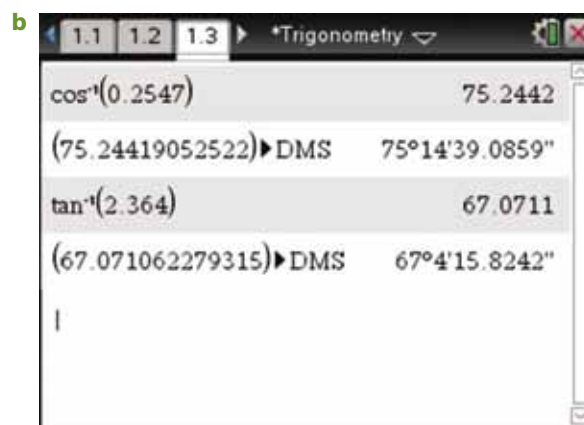 b
1.1 1.2 1.3 *Trigonometry
cos⁻¹(0.2547) 75.2442
(75.24419052522)▶DMS 75°14'39.0859"
tan⁻¹(2.364) 67.0711
(67.071062279315)▶DMS 67°4'15.8242"